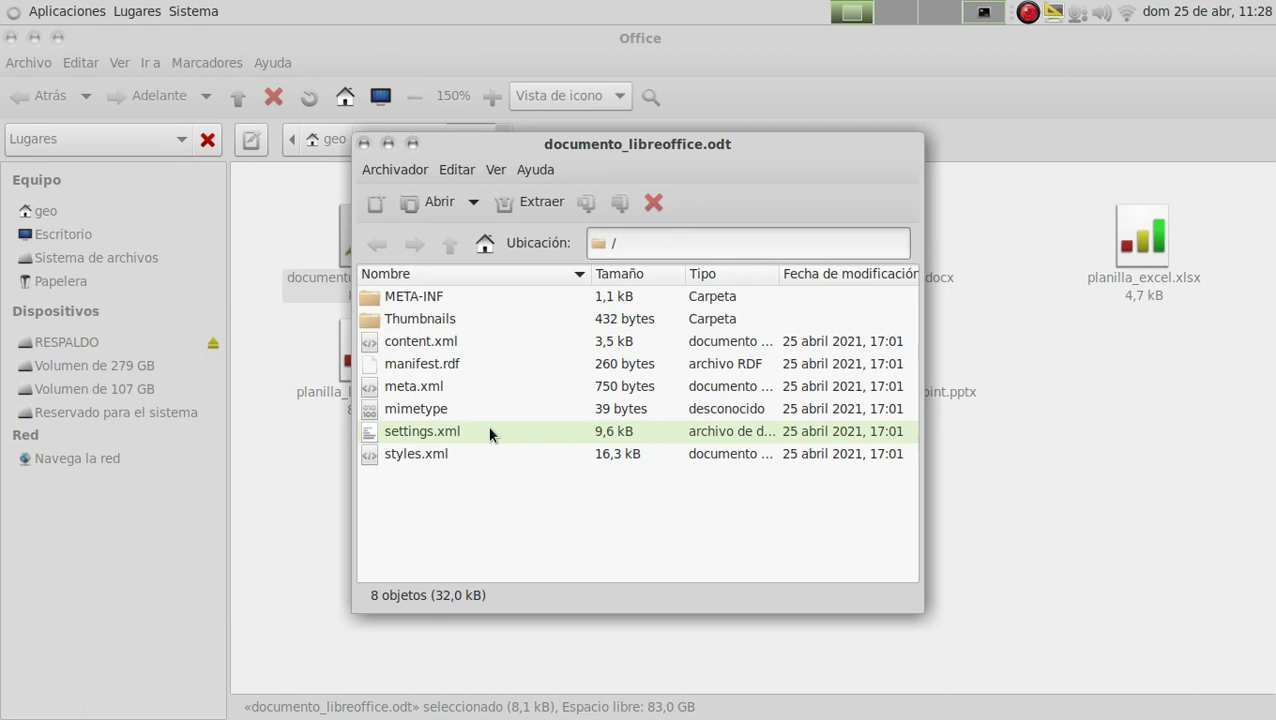 Aplicaciones Lugares Sistema
dom 25 de abr, 11:28
Office
Archivo Editar Ver Ir a Marcadores Ayuda
Atrás Adelante 150% Vista de icono
Lugares
geo
Equipo
geo
Escritorio
Sistema de archivos
Papelera
Dispositivos
RESPALDO
Volumen de 279 GB
Volumen de 107 GB
Reservado para el sistema
Red
Navega la red
documento_libreoffice.odt
Archivador Editar Ver Ayuda
Abrir Extraer
Ubicación: /
Nombre Tamaño Tipo Fecha de modificación
META-INF 1,1 kB Carpeta
Thumbnails 432 bytes Carpeta
content.xml 3,5 kB documento ... 25 abril 2021, 17:01
manifest.rdf 260 bytes archivo RDF 25 abril 2021, 17:01
meta.xml 750 bytes documento ... 25 abril 2021, 17:01
mimetype 39 bytes desconocido 25 abril 2021, 17:01
settings.xml 9,6 kB archivo de d... 25 abril 2021, 17:01
styles.xml 16,3 kB documento ... 25 abril 2021, 17:01
8 objetos (32,0 kB)
planilla_excel.xlsx
4,7 kB
«documento_libreoffice.odt» seleccionado (8,1 kB), Espacio libre: 83,0 GB